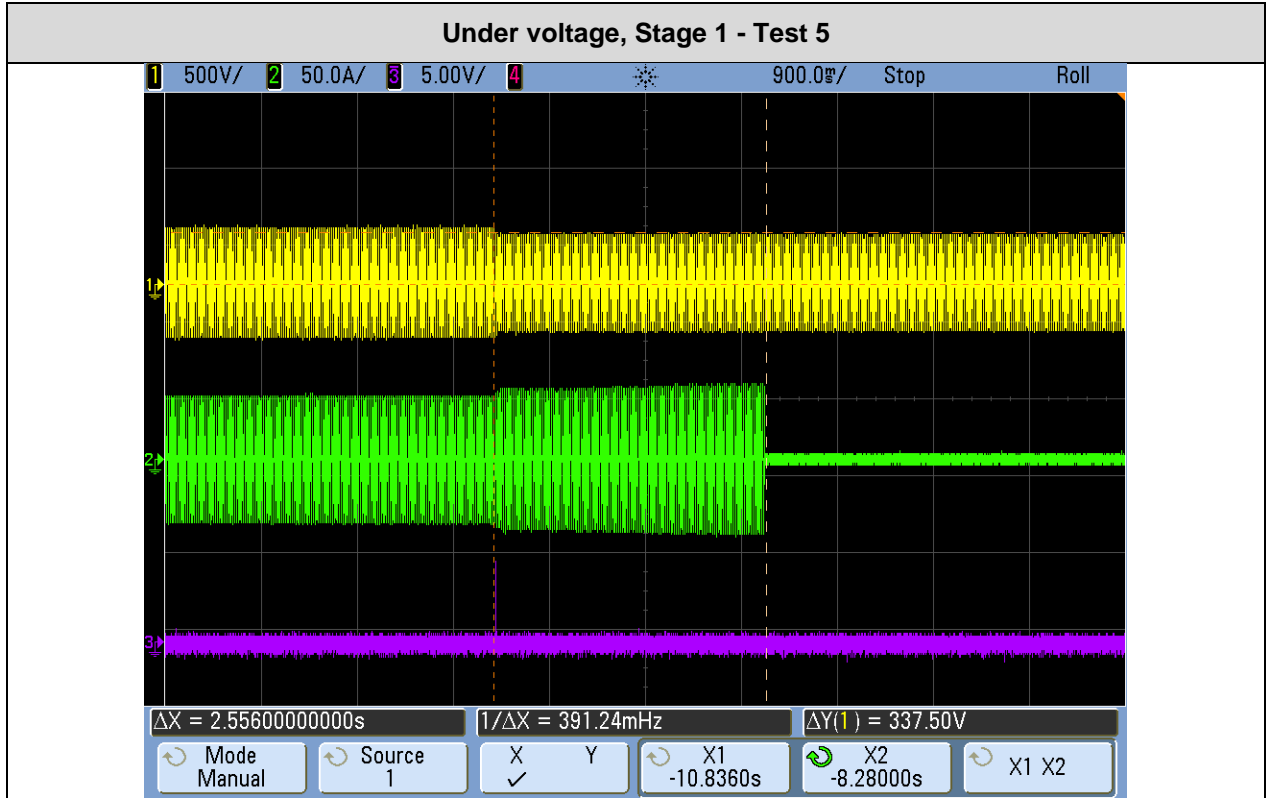 Under voltage, Stage 1 - Test 5
1 500V/ 2 50.0A/ 3 5.00V/ 4 900.0ms/ Stop Roll
1
2
3
ΔX = 2.55600000000s 1/ΔX = 391.24mHz ΔY(1) = 337.50V
Mode Source X Y X1 X2 X1 X2
Manual 1 ✓ -10.8360s -8.28000s